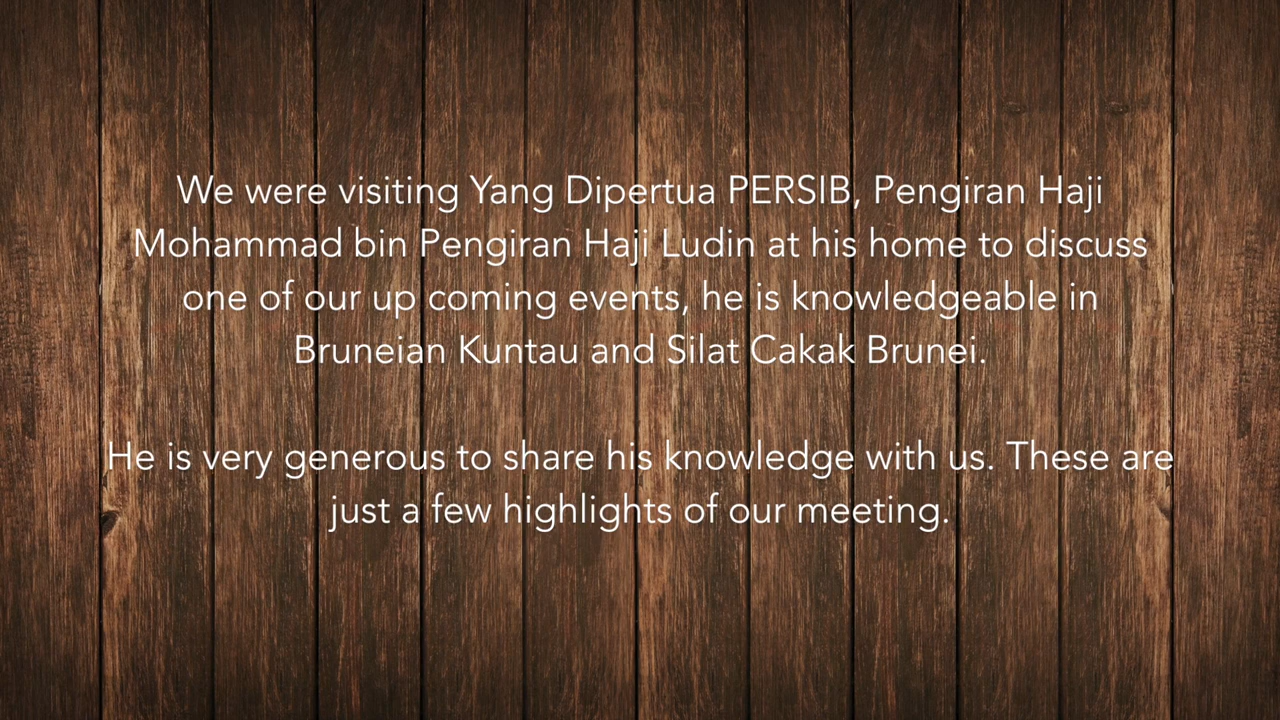 We were visiting Yang Dipertua PERSIB, Pengiran Haji
Mohammad bin Pengiran Haji Ludin at his home to discuss
one of our up coming events, he is knowledgeable in
Bruneian Kuntau and Silat Cakak Brunei.
He is very generous to share his knowledge with us. These are
just a few highlights of our meeting.